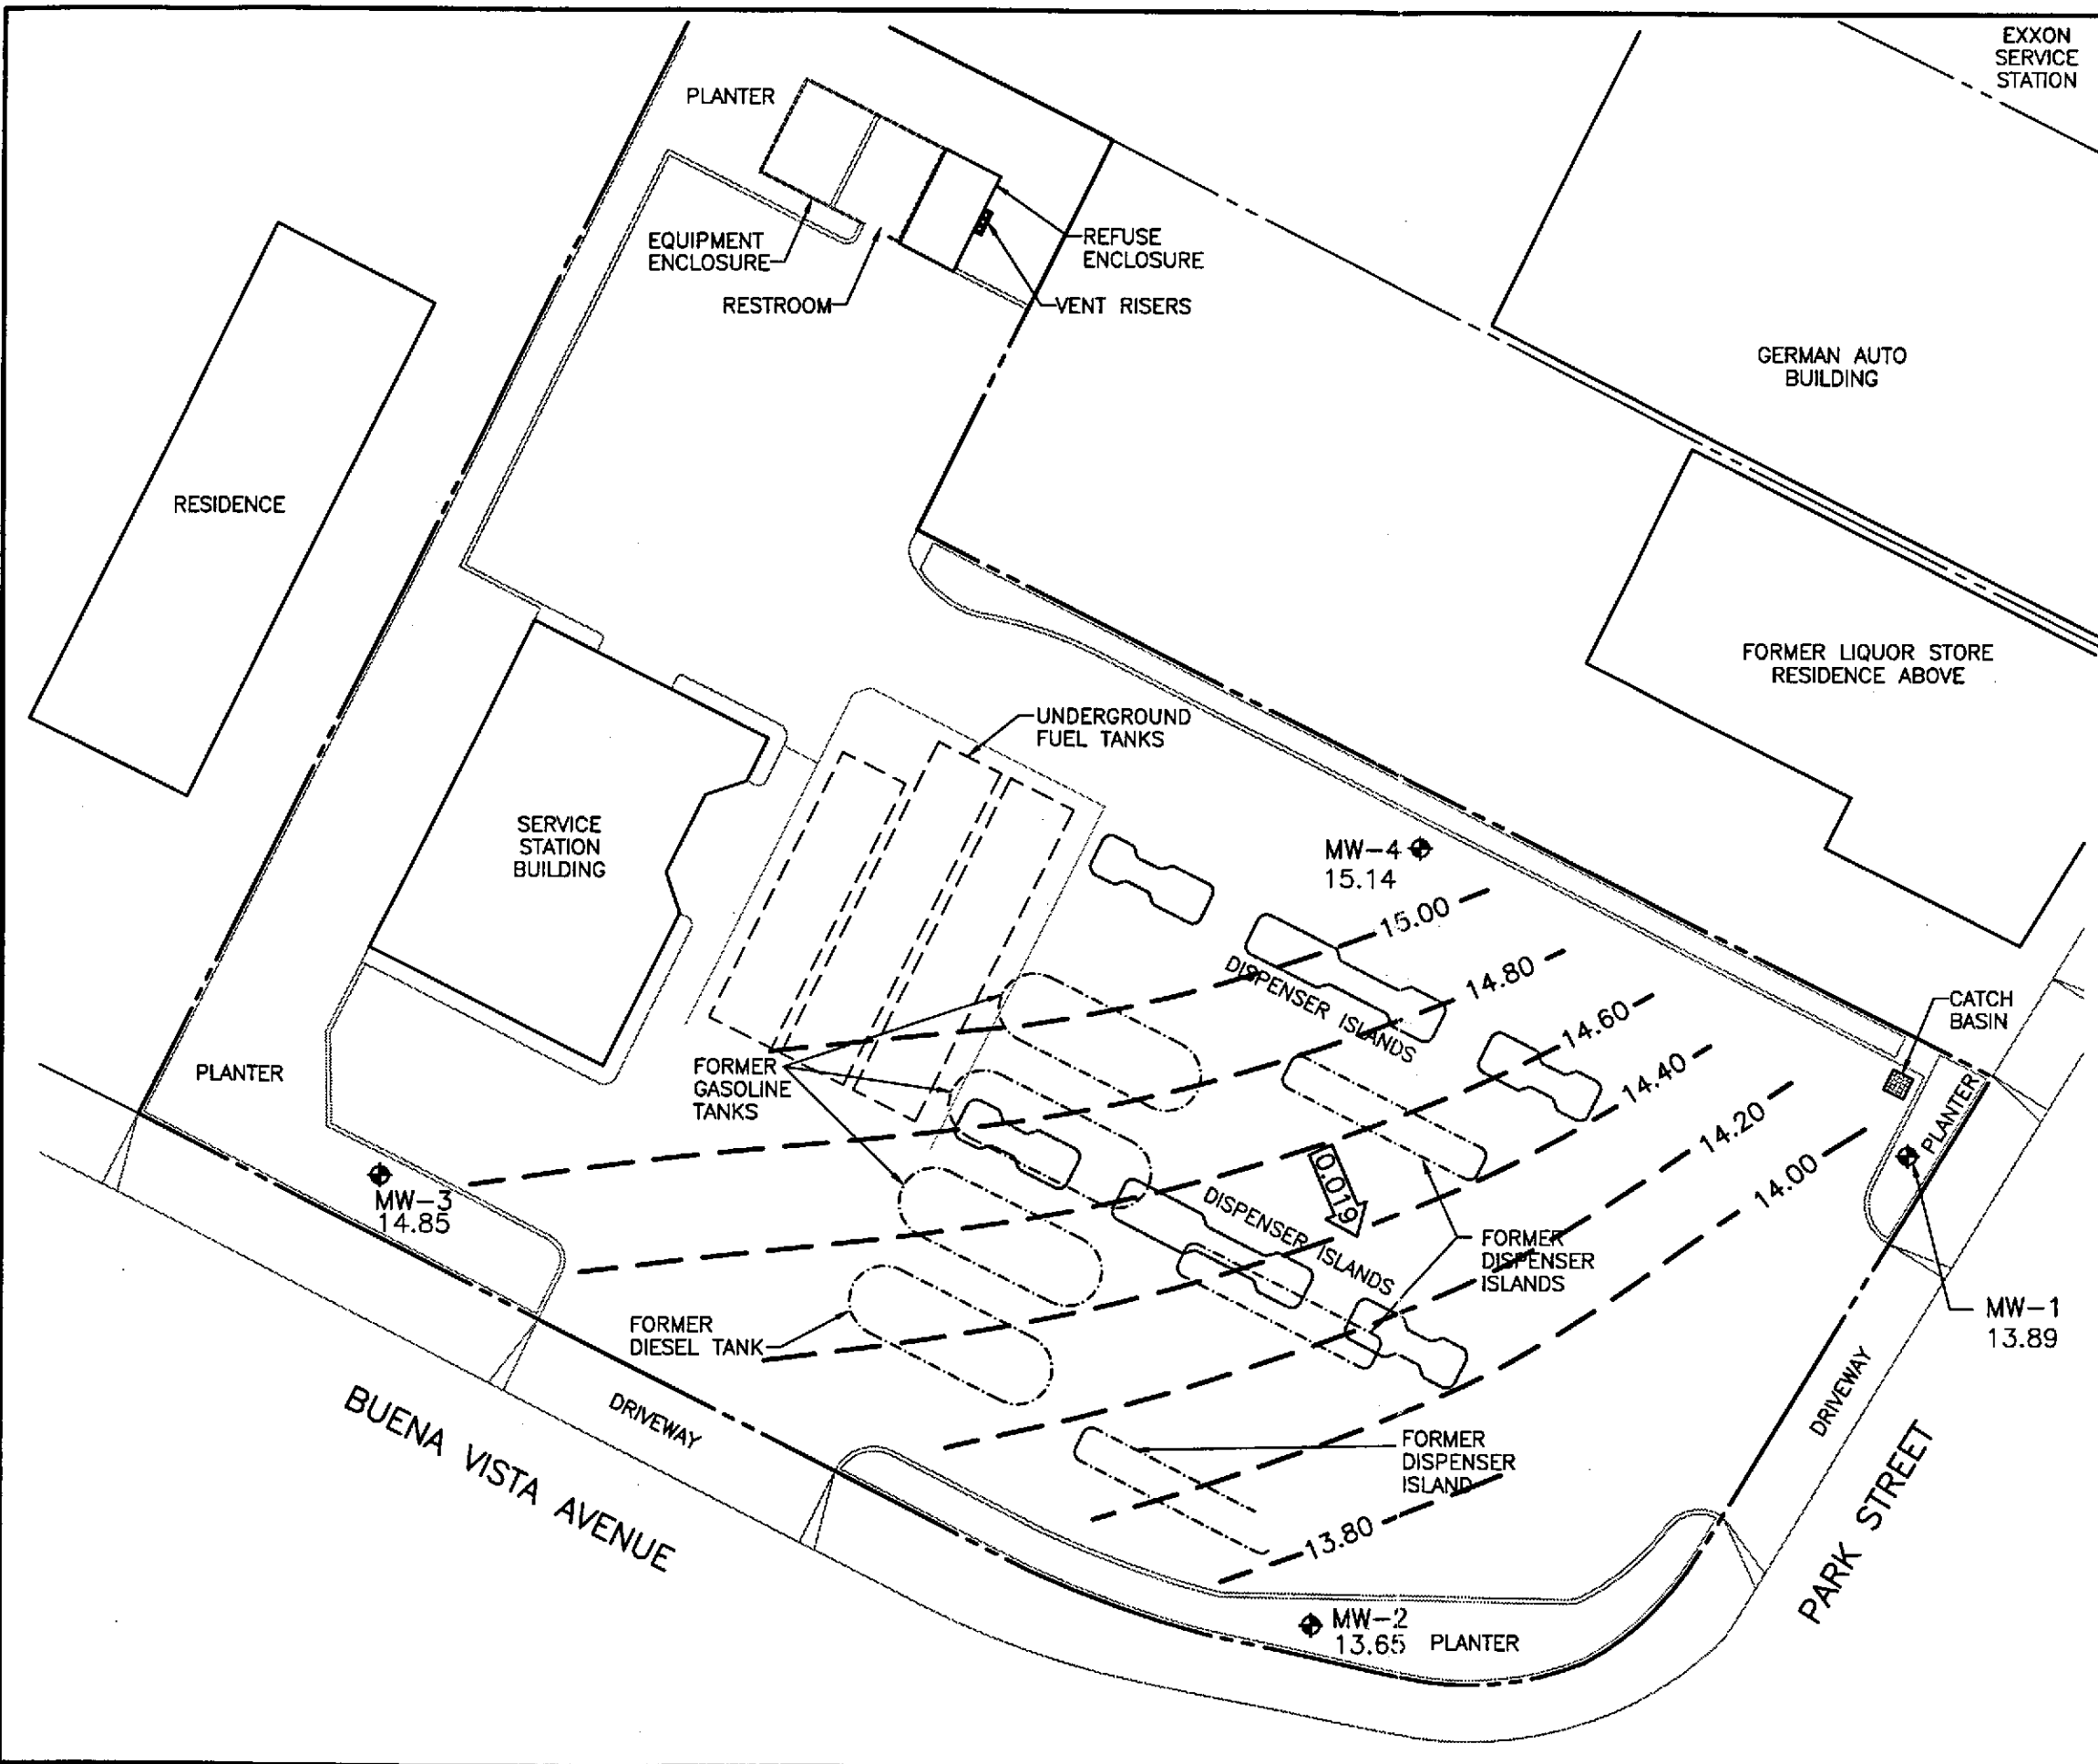 EXXON
SERVICE
STATION
PLANTER
EQUIPMENT
ENCLOSURE
REFUSE
ENCLOSURE
RESTROOM
VENT RISERS
GERMAN AUTO
BUILDING
RESIDENCE
FORMER LIQUOR STORE
RESIDENCE ABOVE
UNDERGROUND
FUEL TANKS
SERVICE
STATION
BUILDING
MW-4
15.14
15.00
DISPENSER ISLANDS
14.80
14.60
14.40
14.20
14.00
CATCH
BASIN
PLANTER
PLANTER
FORMER
GASOLINE
TANKS
MW-3
14.85
0.019
DISPENSER ISLANDS
FORMER
DISPENSER
ISLANDS
MW-1
13.89
FORMER
DIESEL TANK
DRIVEWAY
DRIVEWAY
BUENA VISTA AVENUE
FORMER
DISPENSER
ISLAND
13.80
PARK STREET
MW-2
13.65
PLANTER